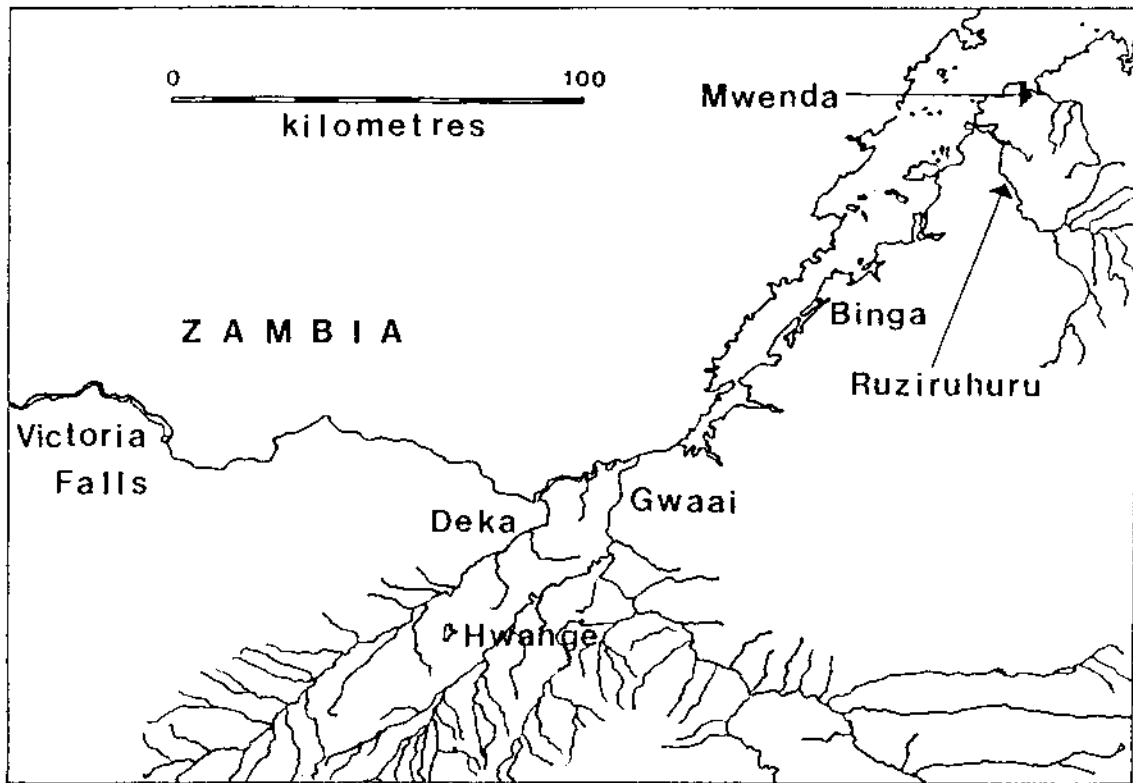 0 100
kilometres
Mwenda
ZAMBIA
Binga
Ruziruhuru
Victoria
Falls
Deka
Gwaai
Hwange